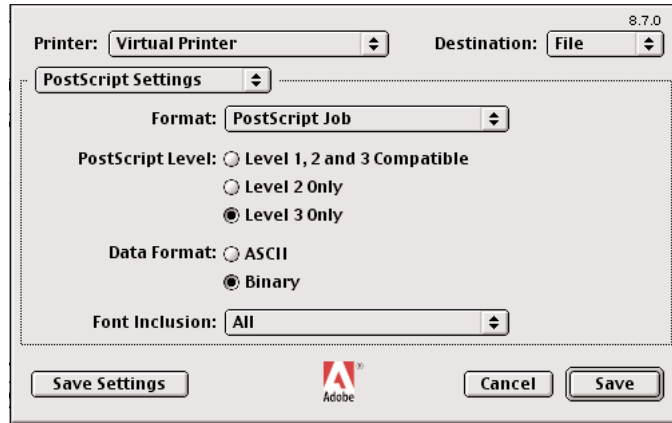 8.7.0
Printer: Virtual Printer Destination: File
PostScript Settings
Format: PostScript Job
PostScript Level: Level 1, 2 and 3 Compatible
Level 2 Only
Level 3 Only
Data Format: ASCII
Binary
Font Inclusion: All
Save Settings Adobe® Cancel Save